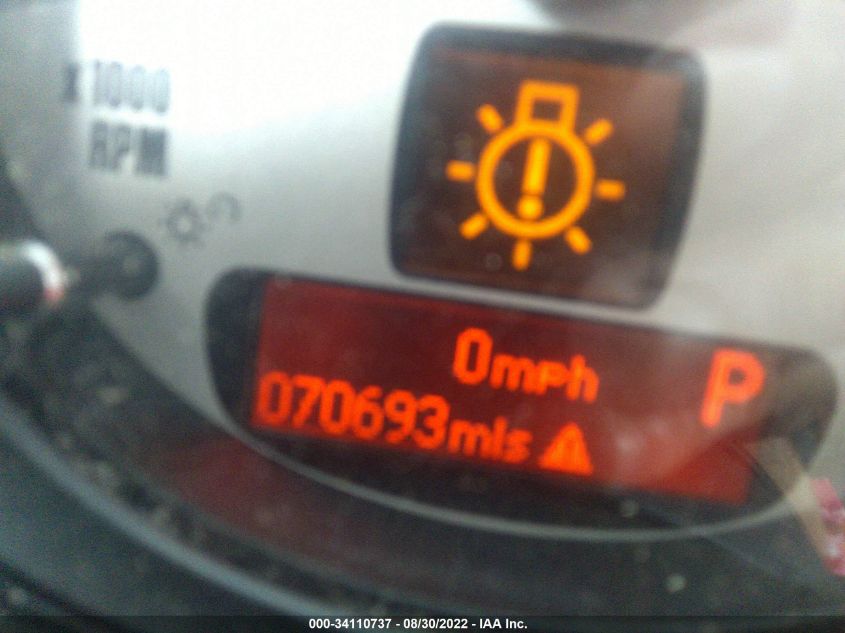 x 1000
RPM
0mph P
070693mls
000-34110737 - 08/30/2022 - IAA Inc.